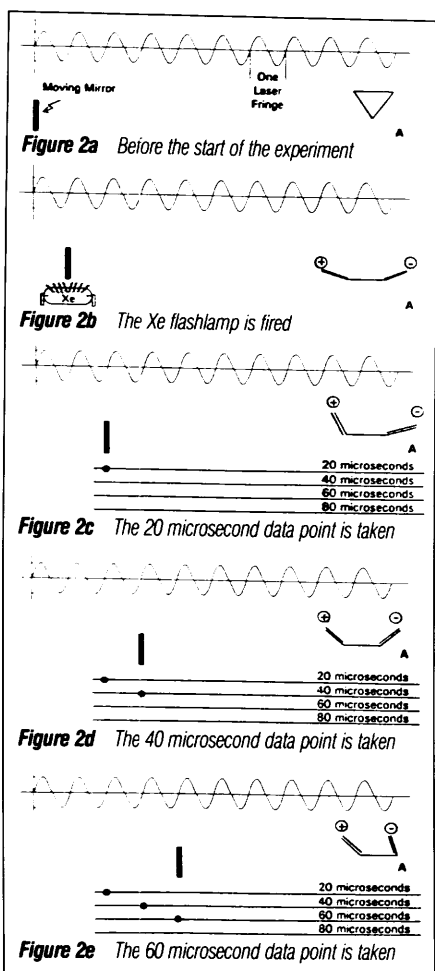 One
Laser
Fringe
Moving Mirror
A
Figure 2a Before the start of the experiment
Xe
+ -
A
Figure 2b The Xe flashlamp is fired
+ -
A
20 microseconds
40 microseconds
60 microseconds
80 microseconds
Figure 2c The 20 microsecond data point is taken
+ -
A
20 microseconds
40 microseconds
60 microseconds
80 microseconds
Figure 2d The 40 microsecond data point is taken
+ -
A
20 microseconds
40 microseconds
60 microseconds
80 microseconds
Figure 2e The 60 microsecond data point is taken